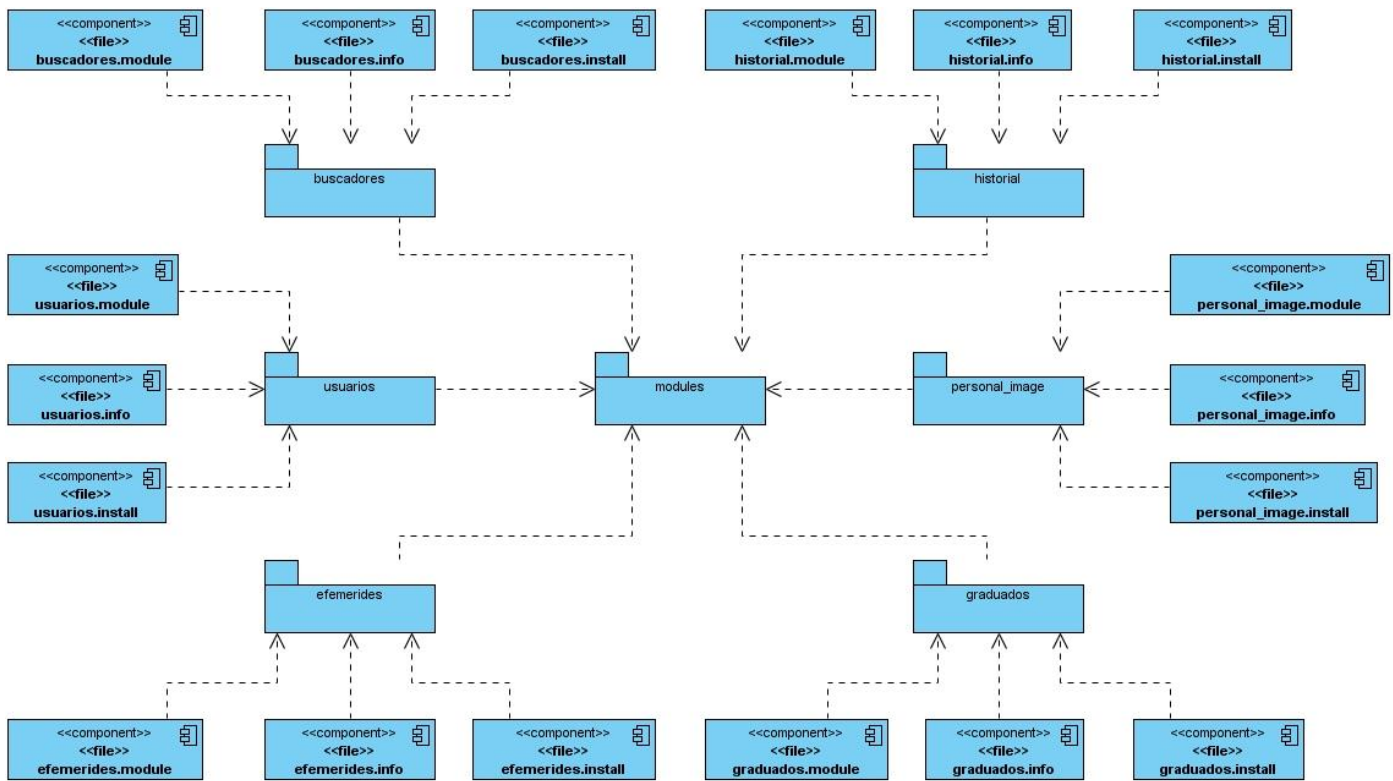 <<component>>
<<file>>
buscadores.module
<<component>>
<<file>>
buscadores.info
<<component>>
<<file>>
buscadores.install
<<component>>
<<file>>
historial.module
<<component>>
<<file>>
historial.info
<<component>>
<<file>>
historial.install
buscadores
historial
<<component>>
<<file>>
usuarios.module
<<component>>
<<file>>
personal_image.module
<<component>>
<<file>>
usuarios.info
usuarios
modules
personal_image
<<component>>
<<file>>
personal_image.info
<<component>>
<<file>>
usuarios.install
<<component>>
<<file>>
personal_image.install
efemerides
graduados
<<component>>
<<file>>
efemerides.module
<<component>>
<<file>>
efemerides.info
<<component>>
<<file>>
efemerides.install
<<component>>
<<file>>
graduados.module
<<component>>
<<file>>
graduados.info
<<component>>
<<file>>
graduados.install